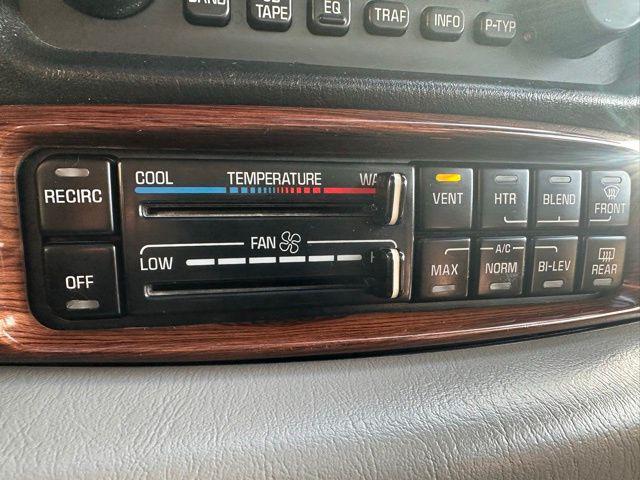 TAPE EQ TRAF INFO P-TYP
RECIRC
OFF
COOL TEMPERATURE
FAN
LOW
VENT HTR BLEND FRONT
A/C
MAX NORM BI-LEV REAR